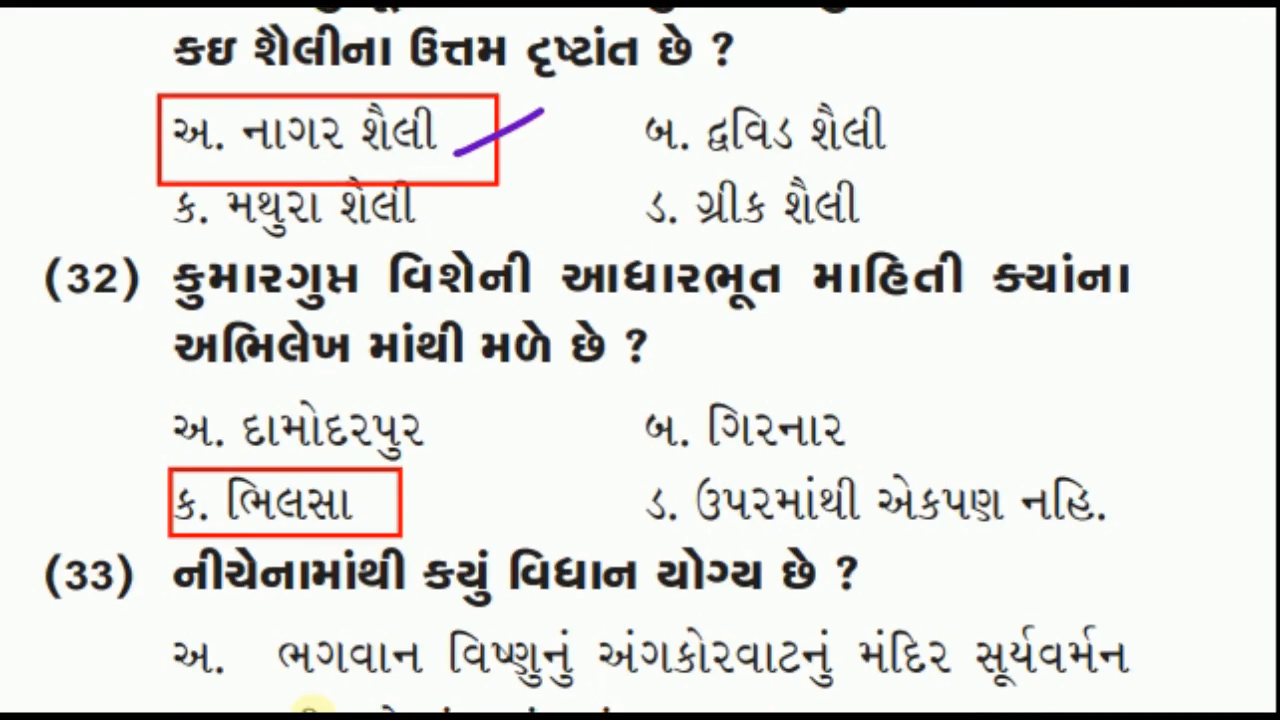 કઇ શૈલીના ઉત્તમ દૃષ્ટાંત છે ?
અ. નાગર શૈલી બ. દ્રવિડ શૈલી
ક. મથુરા શેલી ડ. ગ્રીક શૈલી
(32) કુમારગુપ્ત વિશેની આધારભૂત માહિતી ક્યાંના
અભિલેખ માંથી મળે છે ?
અ. દામોદરપુર બ. ગિરનાર
ક. ભિલસા ડ. ઉપરમાંથી એકપણ નહિ.
(33) નીચેનામાંથી કયું વિધાન યોગ્ય છે ?
અ. ભગવાન વિષ્ણુનું અંગકોરવાટનું મંદિર સૂર્યવર્મન